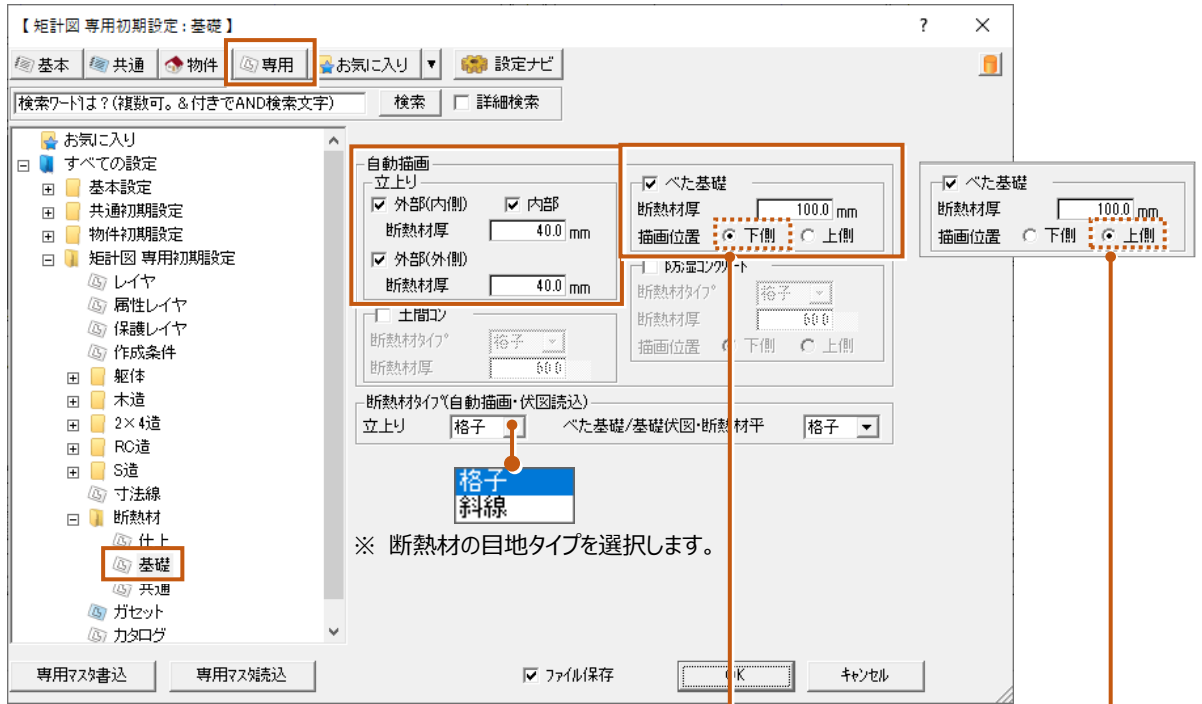 【 矩計図 専用初期設定 : 基礎 】
基本 共通 物件 専用 お気に入り 設定ナビ
検索ワードは?(複数可。&付きでAND検索文字) 検索 詳細検索
お気に入り
すべての設定
基本設定
共通初期設定
物件初期設定
矩計図 専用初期設定
レイヤ
属性レイヤ
保護レイヤ
作成条件
躯体
木造
2×4造
RC造
S造
寸法線
断熱材
仕上
基礎
共通
ガセット
カタログ
自動描画
立上り
外部(内側) 内部
断熱材厚 40.0 mm
外部(外側)
断熱材厚 40.0 mm
土間コン
断熱材タイプ 格子
断熱材厚 60.0
べた基礎
断熱材厚 100.0 mm
描画位置 下側 上側
防湿コンクリート
断熱材タイプ 格子
断熱材厚 60.0
描画位置 下側 上側
べた基礎
断熱材厚 100.0 mm
描画位置 下側 上側
断熱材タイプ(自動描画・伏図読込)
立上り 格子 べた基礎/基礎伏図・断熱材平 格子
格子
斜線
※ 断熱材の目地タイプを選択します。
専用マスタ書込 専用マスタ読込 ファイル保存 OK キャンセル